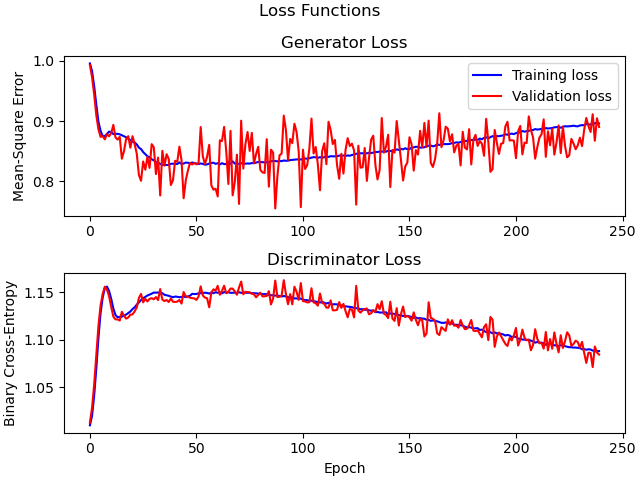 Loss Functions
Generator Loss
Mean-Square Error
1.0
0.9
0.8
Training loss
Validation loss
0
50
100
150
200
250
Discriminator Loss
Binary Cross-Entropy
1.15
1.10
1.05
0
50
100
150
200
250
Epoch